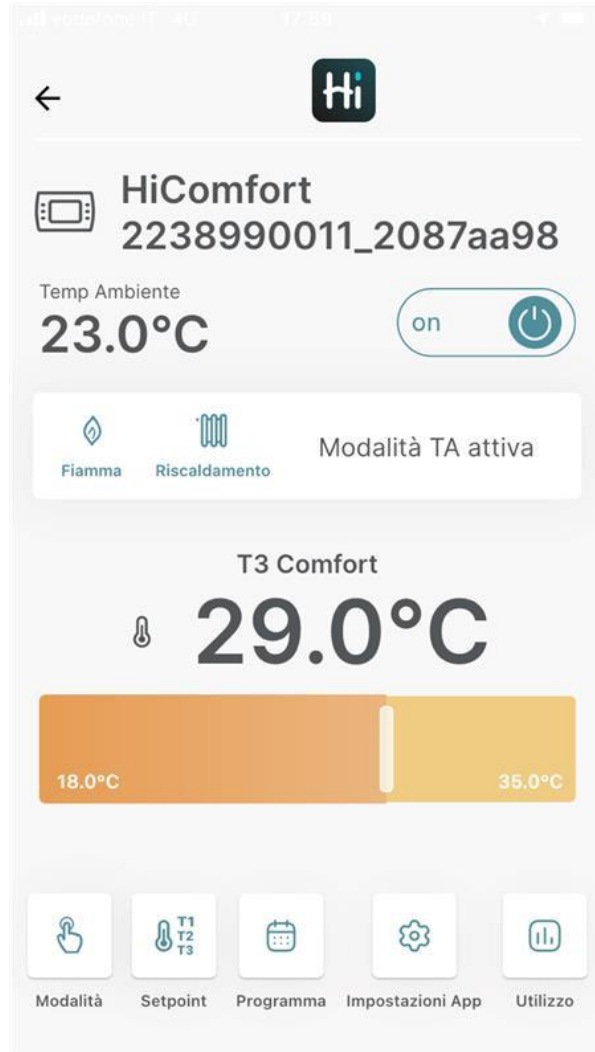 Hi
HiComfort
2238990011_2087aa98
Temp Ambiente
23.0°C
on
Fiamma
Riscaldamento
Modalità TA attiva
T3 Comfort
29.0°C
18.0°C
35.0°C
T1
T2
T3
Modalità
Setpoint
Programma
Impostazioni App
Utilizzo